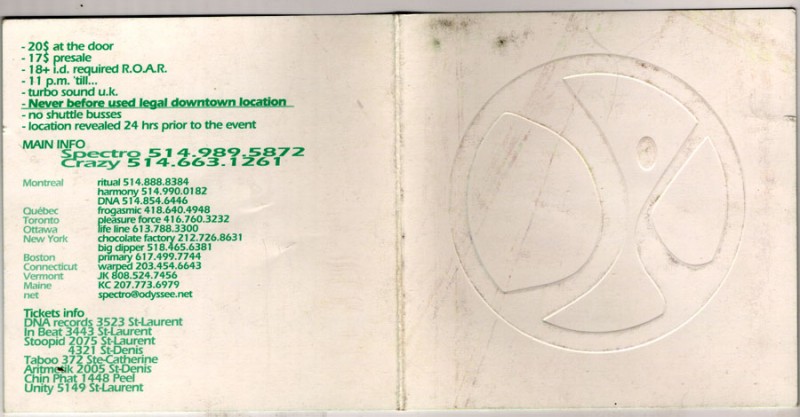 - 20$ at the door
- 17$ presale
- 18+ i.d. required R.O.A.R.
- 11 p.m. 'till...
- turbo sound u.k.
- Never before used legal downtown location
- no shuttle busses
- location revealed 24 hrs prior to the event
MAIN INFO
Spectro 514.989.5872
Crazy 514.663.1261
Montreal ritual 514.888.8384
harmony 514.990.0182
DNA 514.854.6446
Québec frogasmic 418.640.4948
Toronto pleasure force 416.760.3232
Ottawa life line 613.788.3300
New York chocolate factory 212.726.8631
big dipper 518.465.6381
Boston primary 617.499.7744
Connecticut warped 203.454.6643
Vermont JK 808.524.7456
Maine KC 207.773.6979
net spectro@odyssee.net
Tickets info
DNA records 3523 St-Laurent
In Beat 3443 St-Laurent
Stoopid 2075 St-Laurent
4321 St-Denis
Taboo 372 Ste-Catherine
Aritmetik 2005 St-Denis
Chin Phat 1448 Peel
Unity 5149 St-Laurent